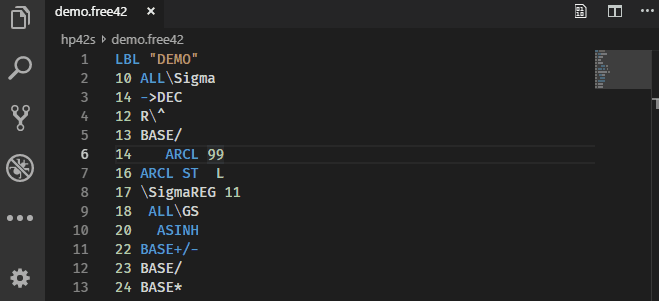 demo.free42 ×
hp42s > demo.free42
1 LBL "DEMO"
2 10 ALL\Sigma
3 14 ->DEC
4 12 R\^
5 13 BASE/
6 14    ARCL 99
7 16 ARCL ST  L
8 17 \SigmaREG 11
9 18  ALL\GS
10 20   ASINH
11 22 BASE+/-
12 23 BASE/
13 24 BASE*